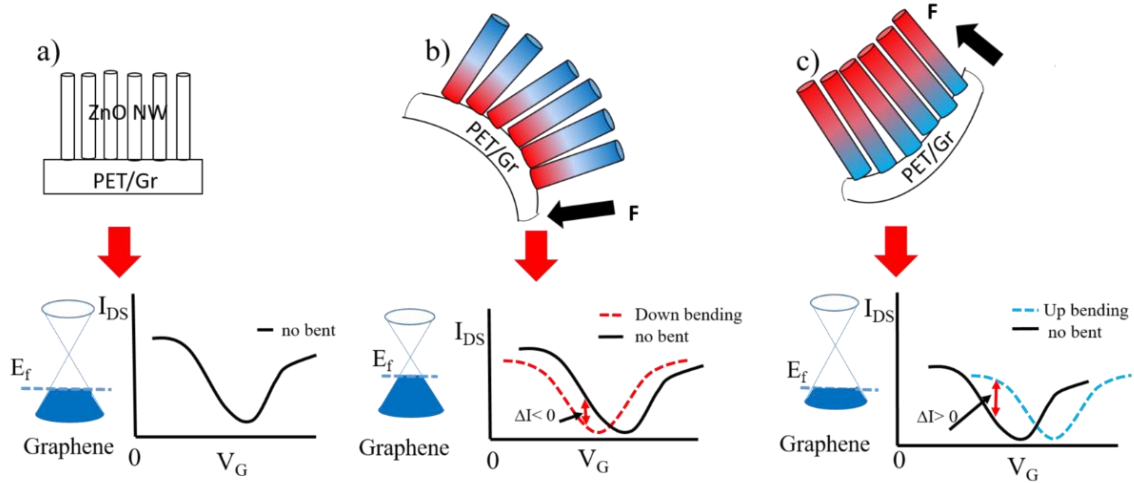 a)
ZnO NW
PET/Gr
I_DS
no bent
E_f
Graphene
0
V_G
b)
PET/Gr
F
I_DS
Down bending
no bent
E_f
ΔI< 0
Graphene
0
V_G
c)
F
PET/Gr
I_DS
Up bending
no bent
E_f
ΔI> 0
Graphene
0
V_G